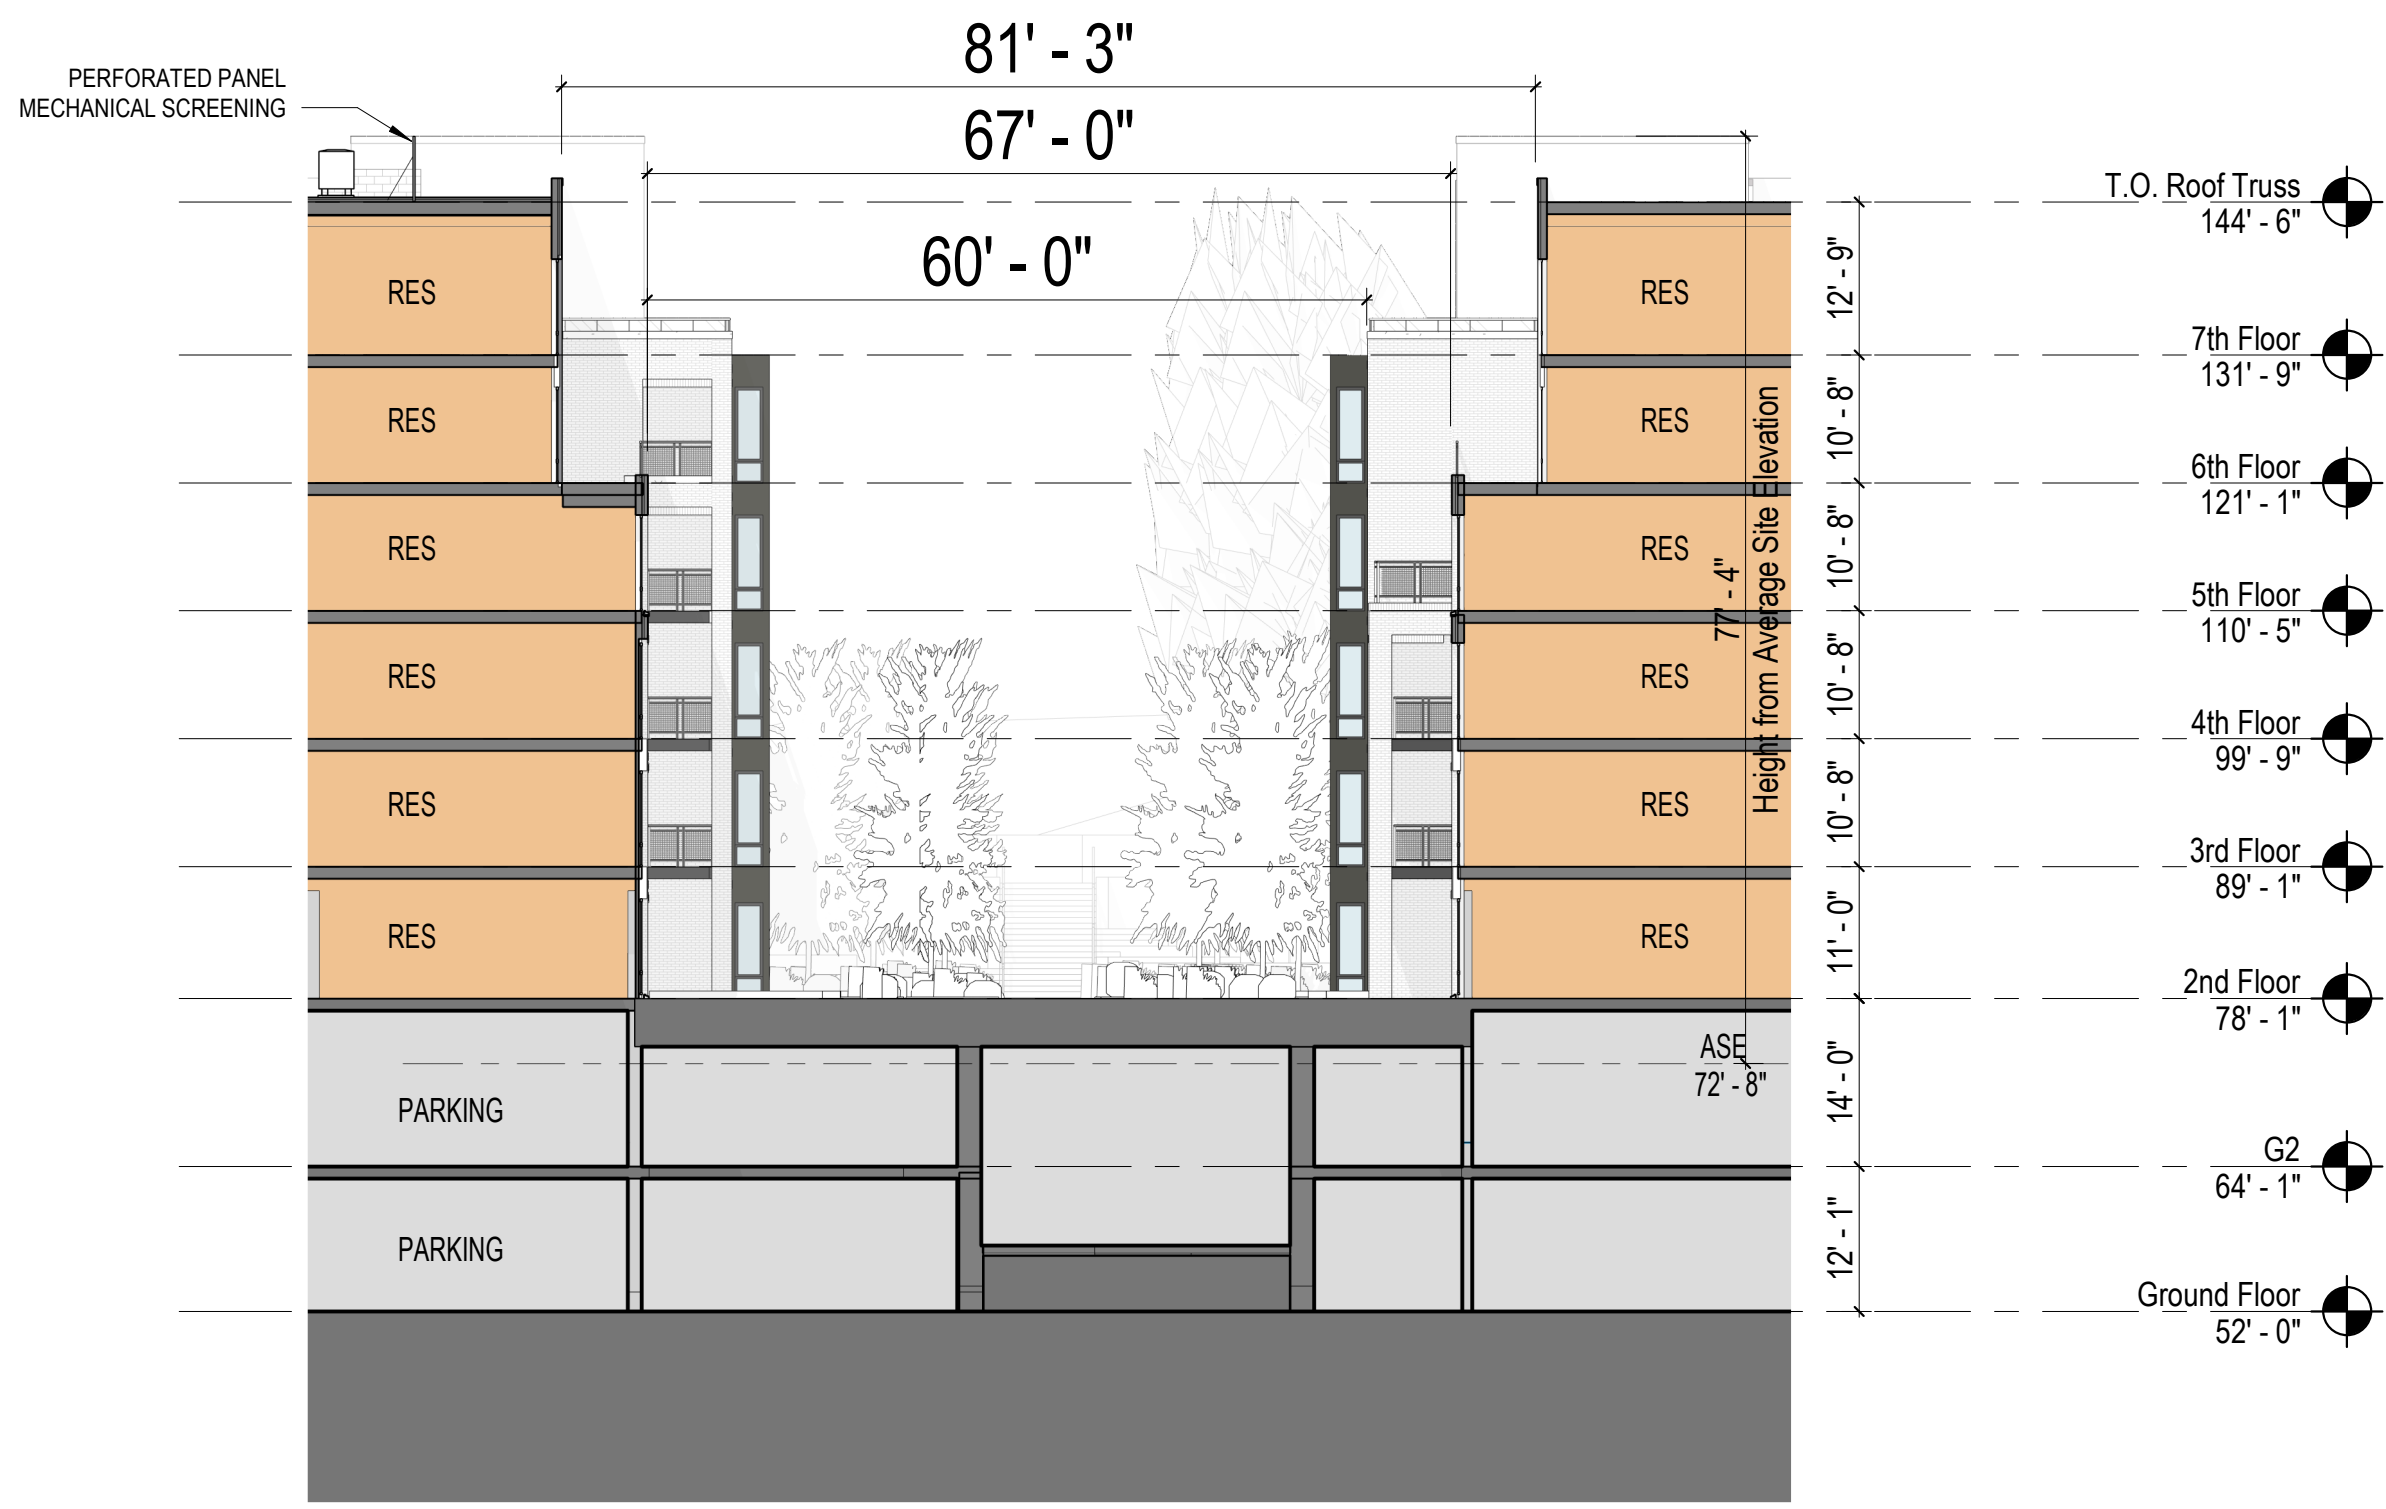 81' - 3"
PERFORATED PANEL
MECHANICAL SCREENING
67' - 0"
60' - 0"
T.O. Roof Truss
144' - 6"
12' - 9"
RES
RES
7th Floor
131' - 9"
10' - 8"
RES
RES
6th Floor
121' - 1"
10' - 8"
RES
RES
77' - 4"
Height from Average Site Elevation
5th Floor
110' - 5"
10' - 8"
RES
RES
4th Floor
99' - 9"
10' - 8"
RES
RES
3rd Floor
89' - 1"
11' - 0"
RES
RES
2nd Floor
78' - 1"
ASE
72' - 8"
14' - 0"
PARKING
G2
64' - 1"
12' - 1"
PARKING
Ground Floor
52' - 0"